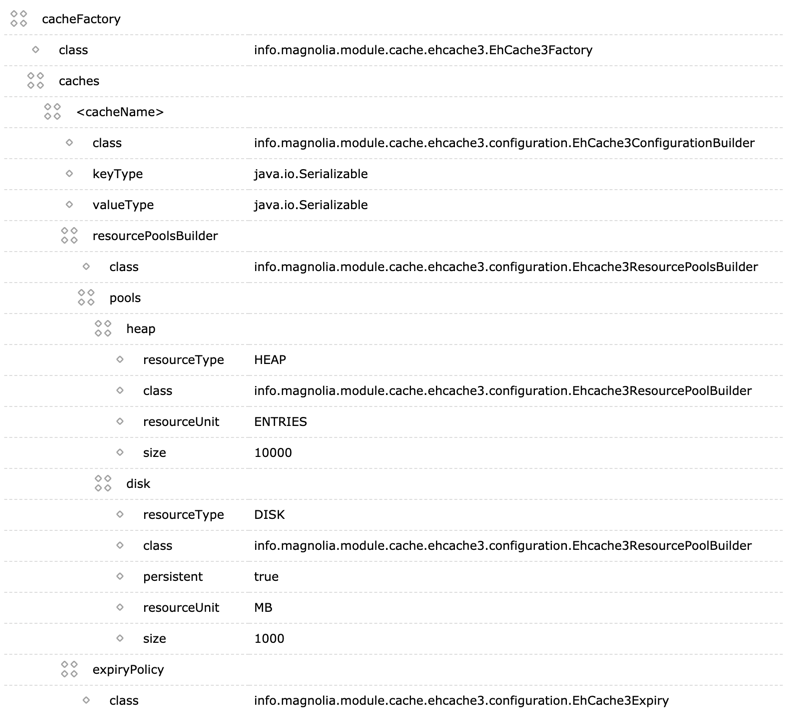 cacheFactory
class info.magnolia.module.cache.ehcache3.EhCache3Factory
caches
<cacheName>
class info.magnolia.module.cache.ehcache3.configuration.EhCache3ConfigurationBuilder
keyType java.io.Serializable
valueType java.io.Serializable
resourcePoolsBuilder
class info.magnolia.module.cache.ehcache3.configuration.Ehcache3ResourcePoolsBuilder
pools
heap
resourceType HEAP
class info.magnolia.module.cache.ehcache3.configuration.Ehcache3ResourcePoolBuilder
resourceUnit ENTRIES
size 10000
disk
resourceType DISK
class info.magnolia.module.cache.ehcache3.configuration.Ehcache3ResourcePoolBuilder
persistent true
resourceUnit MB
size 1000
expiryPolicy
class info.magnolia.module.cache.ehcache3.configuration.EhCache3Expiry